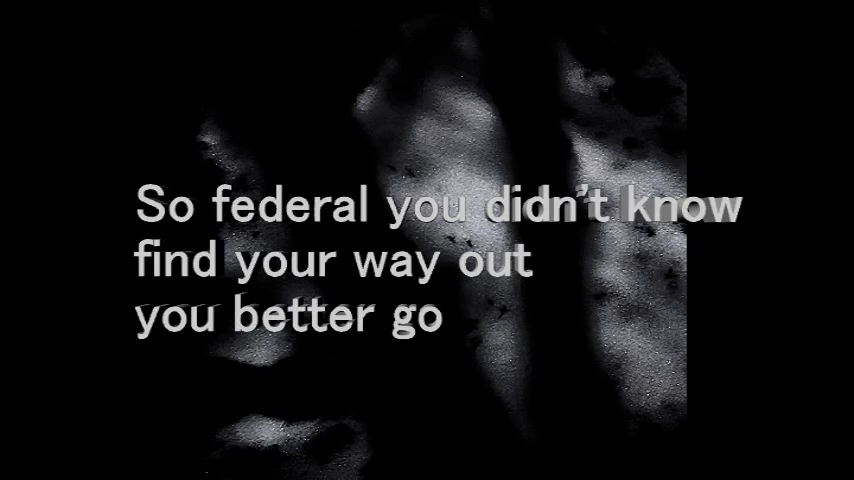 So federal you didn't know
find your way out
you better go